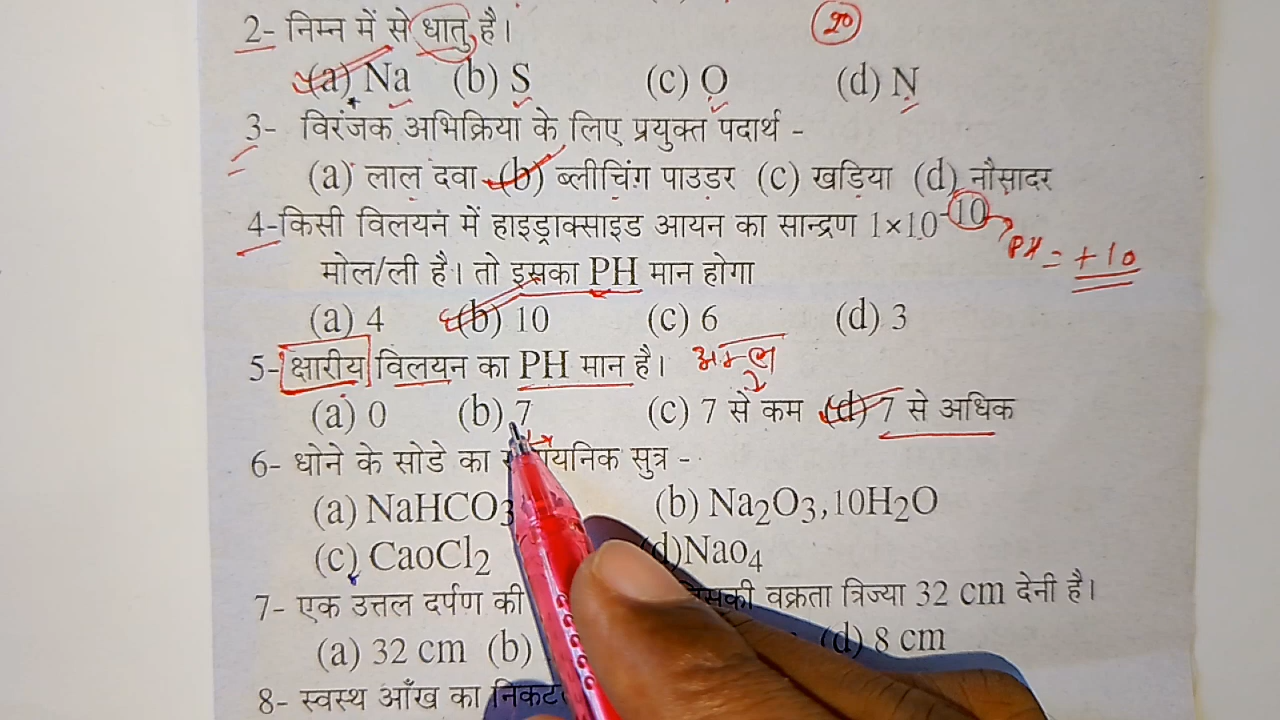 2- निम्न में से धातु है।
20
(a) Na (b) S (c) O (d) N
3- विरंजक अभिक्रिया के लिए प्रयुक्त पदार्थ -
(a) लाल दवा (b) ब्लीचिंग पाउडर (c) खड़िया (d) नौसादर
4-किसी विलयन में हाइड्राक्साइड आयन का सान्द्रण 1×10-10
PH = +10
मोल/ली है। तो इसका PH मान होगा
(a) 4 (b) 10 (c) 6 (d) 3
5- क्षारीय विलयन का PH मान है। अम्ल
(a) 0 (b) 7 (c) 7 से कम (d) 7 से अधिक
6- धोने के सोडे का सुत्र -
(a) NaHCO3 (b) Na2O3,10H2O
(c) CaoCl2 (d)Nao4
7- एक उत्तल दर्पण की वक्रता त्रिज्या 32 cm देनी है।
(a) 32 cm (b) (d) 8 cm
8- स्वस्थ आँख का